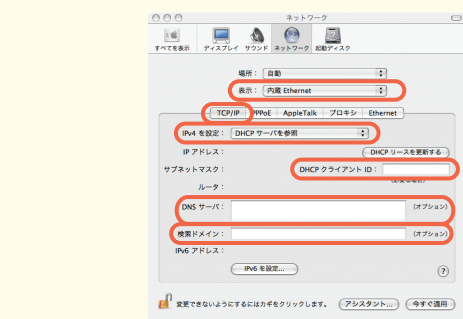 ネットワーク
すべてを表示 ディスプレイ サウンド ネットワーク 起動ディスク
場所： 自動
表示： 内蔵 Ethernet
TCP/IP PPPoE AppleTalk プロキシ Ethernet
IPv4 を設定： DHCP サーバを参照
IP アドレス： DHCP リースを更新する
サブネットマスク： DHCP クライアント ID：
ルータ：
DNS サーバ： （オプション）
検索ドメイン： （オプション）
IPv6 アドレス：
IPv6 を設定... ?
変更できないようにするにはカギをクリックします。 アシスタント... 今すぐ適用